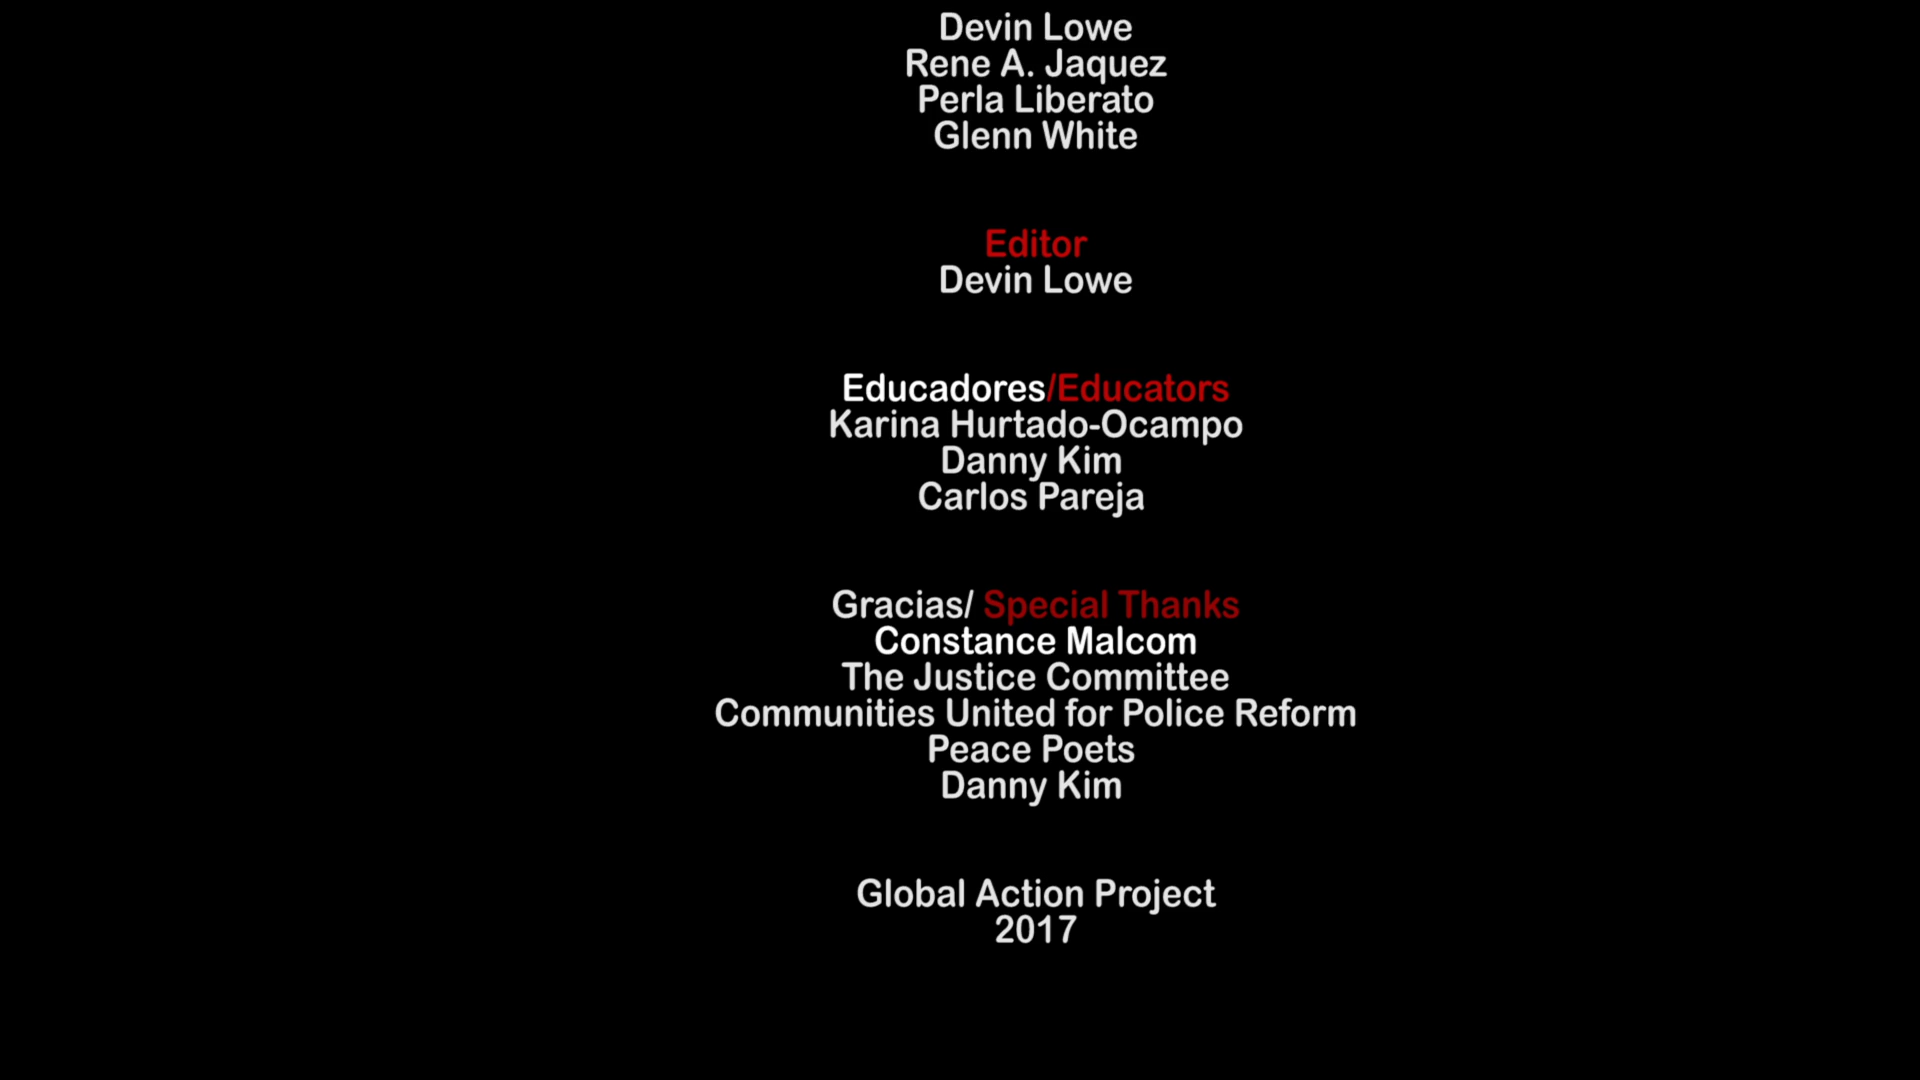 Devin Lowe
Rene A. Jaquez
Perla Liberato
Glenn White
Editor
Devin Lowe
Educadores/Educators
Karina Hurtado-Ocampo
Danny Kim
Carlos Pareja
Gracias/ Special Thanks
Constance Malcom
The Justice Committee
Communities United for Police Reform
Peace Poets
Danny Kim
Global Action Project
2017